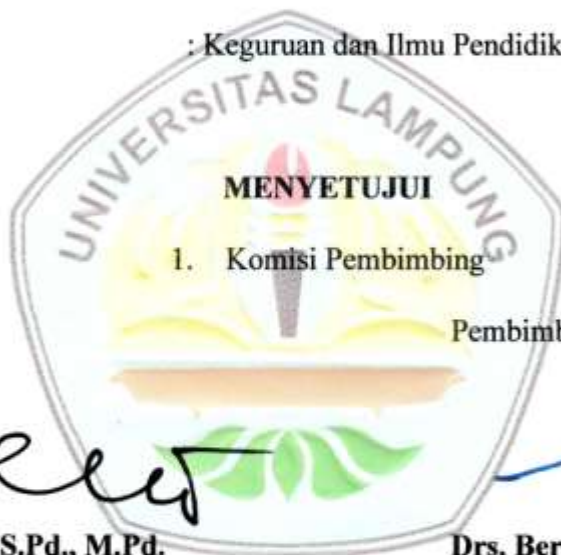 : Keguruan dan Ilmu Pendidik
UNIVERSITAS LAMPUNG
MENYETUJUI
1. Komisi Pembimbing
Pembimb
S.Pd., M.Pd.
Drs. Ber